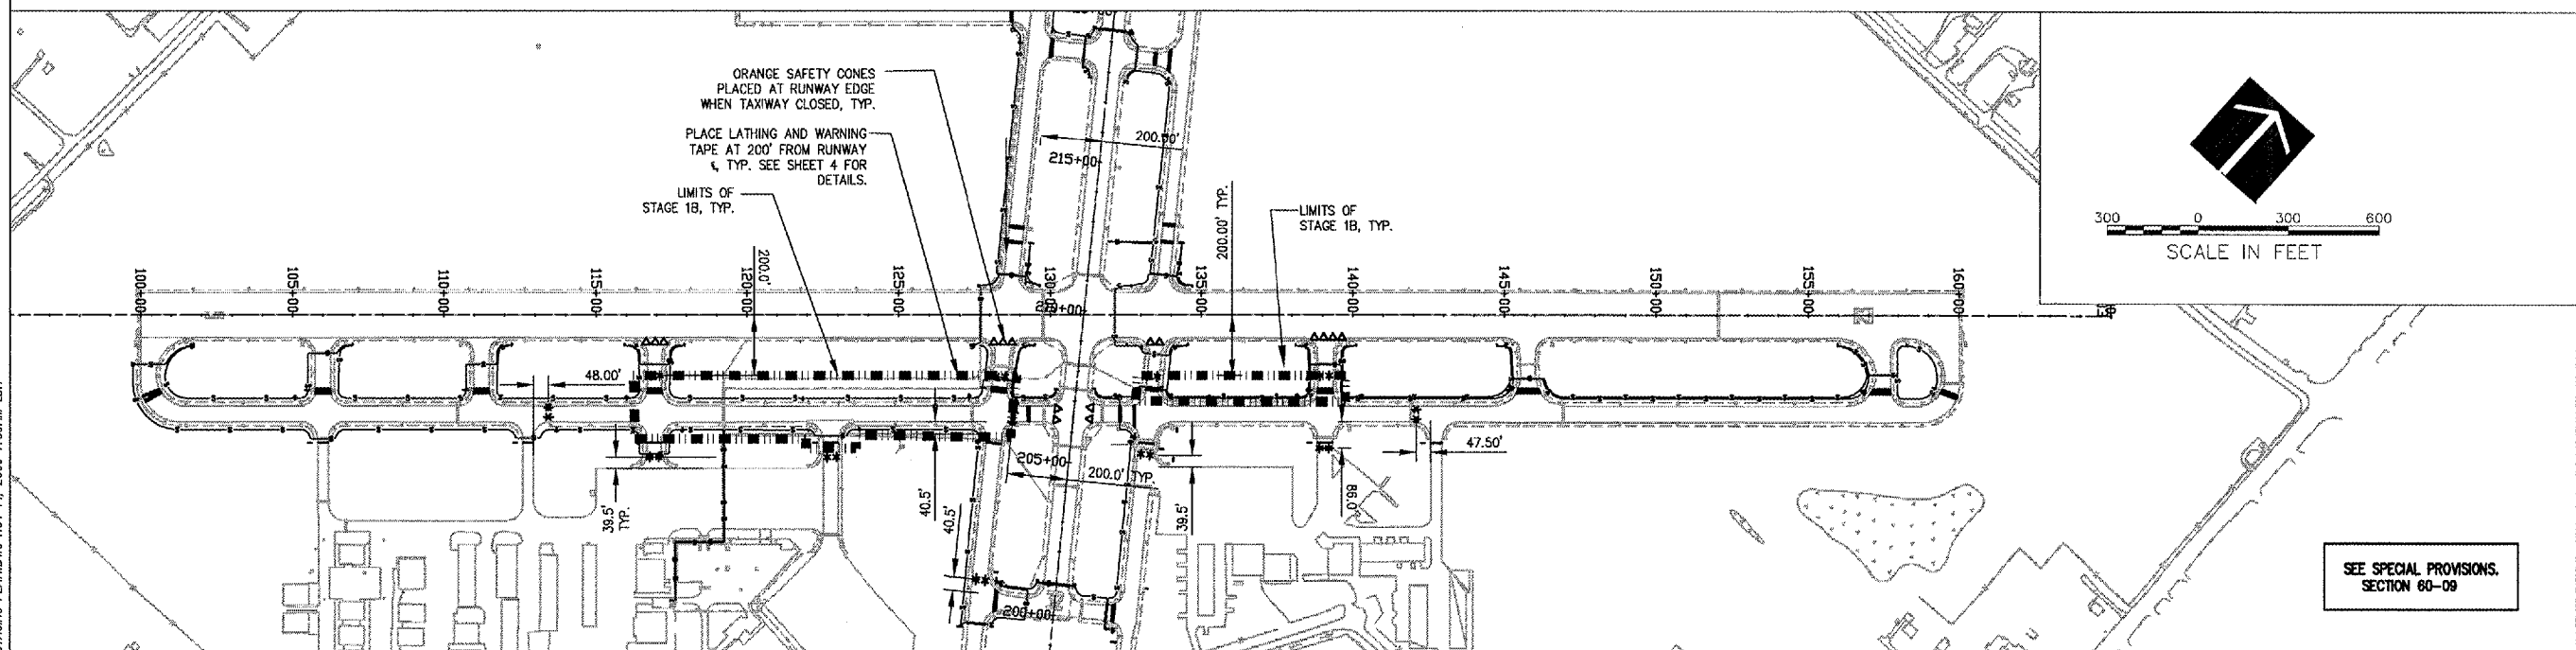 ORANGE SAFETY CONES
PLACED AT RUNWAY EDGE
WHEN TAXIWAY CLOSED, TYP.
PLACE LATHING AND WARNING
TAPE AT 200' FROM RUNWAY
℄, TYP. SEE SHEET 4 FOR
DETAILS.
LIMITS OF
STAGE 1B, TYP.
LIMITS OF
STAGE 1B, TYP.
215+00
200.00' TYP.
200.0'
300 0 300 600
SCALE IN FEET
100+00 105+00 110+00 115+00 120+00 125+00 130+00 135+00 140+00 145+00 150+00 155+00 160+00
48.00'
39.5'
TYP.
40.5'
40.5'
205+00
200.0' TYP.
39.5'
86.0'
47.50'
200+00
SEE SPECIAL PROVISIONS.
SECTION 60-09